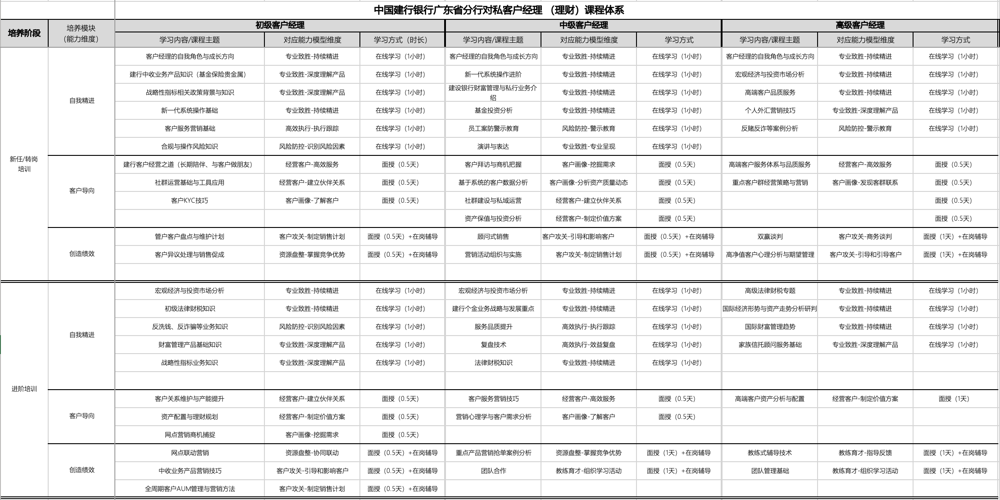 中国建行银行广东省分行对私客户经理 （理财）课程体系
培养阶段 培养模块 初级客户经理 中级客户经理 高级客户经理
（能力维度） 学习内容/课程主题 对应能力模型维度 学习方式（时长） 学习内容/课程主题 对应能力模型维度 学习方式 学习内容/课程主题 对应能力模型维度 学习方式
新任/转岗
培训
自我精进
客户经理的自我角色与成长方向 专业致胜-持续精进 在线学习（1小时） 客户经理的自我角色与成长方向 专业致胜-持续精进 在线学习（1小时） 客户经理的自我角色与成长方向 专业致胜-持续精进 在线学习（1小时）
建行中收业务产品知识（基金保险贵金属） 专业致胜-深度理解产品 在线学习（1小时） 新一代系统操作进阶 专业致胜-持续精进 在线学习（1小时） 宏观经济与投资市场分析 专业致胜-持续精进 在线学习（1小时）
战略性指标相关政策背景与知识 专业致胜-深度理解产品 在线学习（1小时） 建设银行财富管理与私行业务介
绍 专业致胜-持续精进 在线学习（1小时） 高端客户品质服务 专业致胜-持续精进 在线学习（1小时）
新一代系统操作基础 专业致胜-持续精进 在线学习（1小时） 基金投资分析 专业致胜-持续精进 在线学习（1小时） 个人外汇营销技巧 专业致胜-深度理解产品 在线学习（1小时）
客户服务营销基础 高效执行-执行跟踪 在线学习（1小时） 员工案防警示教育 风险防控-警示教育 在线学习（1小时） 反赌反诈等案例分析 风险防控-警示教育 在线学习（1小时）
合规与操作风险知识 风险防控-识别风险因素 在线学习（1小时） 演讲与表达 专业致胜-专业呈现 在线学习（1小时）
客户导向
建行客户经营之道（长期陪伴、与客户做朋友） 经营客户-高效服务 面授（0.5天） 客户拜访与商机把握 客户画像-挖掘需求 面授（0.5天） 高端客户服务体系与品质服务 经营客户-高效服务 面授（0.5天）
社群运营基础与工具应用 经营客户-建立伙伴关系 面授（0.5天） 基于系统的客户数据分析 客户画像-分析资产质量动态 面授（0.5天） 重点客户群经营策略与营销 客户画像-发现客群联系 面授（0.5天）
客户KYC技巧 客户画像-了解客户 面授（0.5天） 社群建设与私域运营 经营客户-建立伙伴关系 面授（0.5天） 面授（0.5天）
资产保值与投资分析 经营客户-制定价值方案 面授（0.5天） 面授（0.5天）
创造绩效
管户客户盘点与维护计划 客户攻关-制定销售计划 面授（0.5天）+在岗辅导 顾问式销售 客户攻关-引导和影响客户 面授（0.5天）+在岗辅导 双赢谈判 客户攻关-商务谈判 面授（1天）+在岗辅导
客户异议处理与销售促成 资源盘整-掌握竞争优势 面授（0.5天）+在岗辅导 营销活动组织与实施 客户攻关-制定销售计划 面授（0.5天）+在岗辅导 高净值客户心理分析与期望管理 客户攻关-引导和引导客户 面授（1天）+在岗辅导
进阶培训
自我精进
宏观经济与投资市场分析 专业致胜-持续精进 在线学习（1小时） 宏观经济与投资市场分析 专业致胜-持续精进 在线学习（1小时） 高级法律财税专题 专业致胜-持续精进 在线学习（1小时）
初级法律财税知识 专业致胜-持续精进 在线学习（1小时） 建行个金业务战略与发展重点 专业致胜-持续精进 在线学习（1小时） 国际经济形势与资产走势分析研判 专业致胜-持续精进 在线学习（1小时）
反洗钱、反诈骗等业务知识 风险防控-识别风险因素 在线学习（1小时） 服务品质提升 高效执行-执行跟踪 在线学习（1小时） 国际财富管理趋势 专业致胜-持续精进 在线学习（1小时）
财富管理产品基础知识 专业致胜-深度理解产品 在线学习（1小时） 复盘技术 高效执行-效益复盘 在线学习（1小时） 家族信托顾问服务基础 专业致胜-深度理解产品 在线学习（1小时）
战略性指标业务知识 专业致胜-深度理解产品 在线学习（1小时） 法律财税知识 专业致胜-持续精进 在线学习（1小时）
客户导向
客户关系维护与产能提升 经营客户-建立伙伴关系 面授（0.5天） 客户服务营销技巧 经营客户-高效服务 面授（0.5天） 高端客户资产分析与配置 经营客户-制定价值方案 面授（1天）
资产配置与理财规划 经营客户-制定价值方案 面授（0.5天） 营销心理学与客户需求分析 客户画像-了解客户 面授（0.5天）
网点营销商机捕捉 客户画像-挖掘需求 面授（0.5天）
创造绩效
网点联动营销 资源盘整-协同联动 面授（0.5天）+在岗辅导 重点产品营销抢单案例分析 资源盘整-掌握竞争优势 面授（1天）+在岗辅导 教练式辅导技术 教练育才-指导反馈 面授（1天）+在岗辅导
中收业务产品营销技巧 客户攻关-引导和影响客户 面授（0.5天）+在岗辅导 团队合作 教练育才-组织学习活动 面授（1天）+在岗辅导 团队管理基础 教练育才-组织学习活动 面授（1天）+在岗辅导
全周期客户AUM管理与营销方法 客户攻关-制定销售计划 面授（0.5天）+在岗辅导